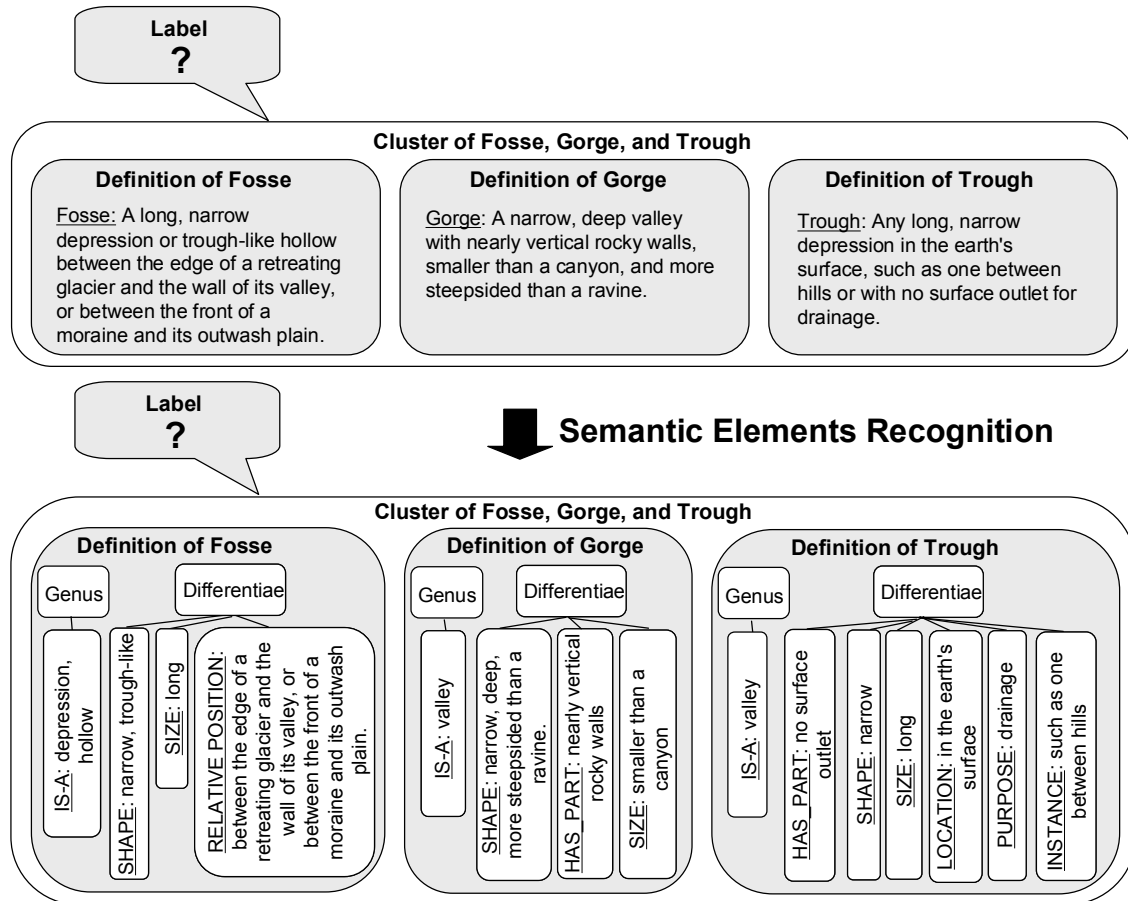 Label
?
Cluster of Fosse, Gorge, and Trough
Definition of Fosse
Fosse: A long, narrow
depression or trough-like hollow
between the edge of a retreating
glacier and the wall of its valley,
or between the front of a
moraine and its outwash plain.
Definition of Gorge
Gorge: A narrow, deep valley
with nearly vertical rocky walls,
smaller than a canyon, and more
steepsided than a ravine.
Definition of Trough
Trough: Any long, narrow
depression in the earth's
surface, such as one between
hills or with no surface outlet for
drainage.
Label
?
Semantic Elements Recognition
Cluster of Fosse, Gorge, and Trough
Definition of Fosse
Genus
Differentiae
IS-A: depression,
hollow
SHAPE: narrow, trough-like
SIZE: long
RELATIVE POSITION:
between the edge of a
retreating glacier and the
wall of its valley, or
between the front of a
moraine and its outwash
plain.
Definition of Gorge
Genus
Differentiae
IS-A: valley
SHAPE: narrow, deep,
more steepsided than a
ravine.
HAS_PART: nearly vertical
rocky walls
SIZE: smaller than a
canyon
Definition of Trough
Genus
Differentiae
IS-A: valley
HAS_PART: no surface
outlet
SHAPE: narrow
SIZE: long
LOCATION: in the earth's
surface
PURPOSE: drainage
INSTANCE: such as one
between hills